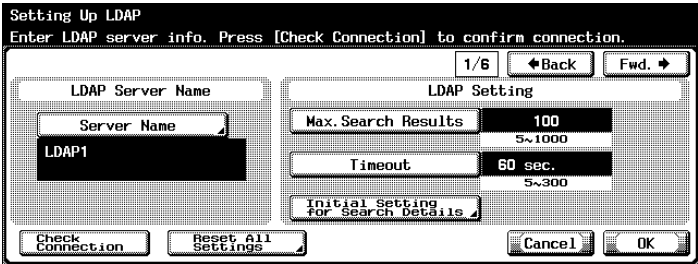 Setting Up LDAP
Enter LDAP server info. Press [Check Connection] to confirm connection.
1/6
←Back
Fwd. →
LDAP Server Name
LDAP Setting
Server Name
LDAP1
Max.Search Results
100
5~1000
Timeout
60 sec.
5~300
Initial Setting
for Search Details
Check
Connection
Reset All
Settings
Cancel
OK